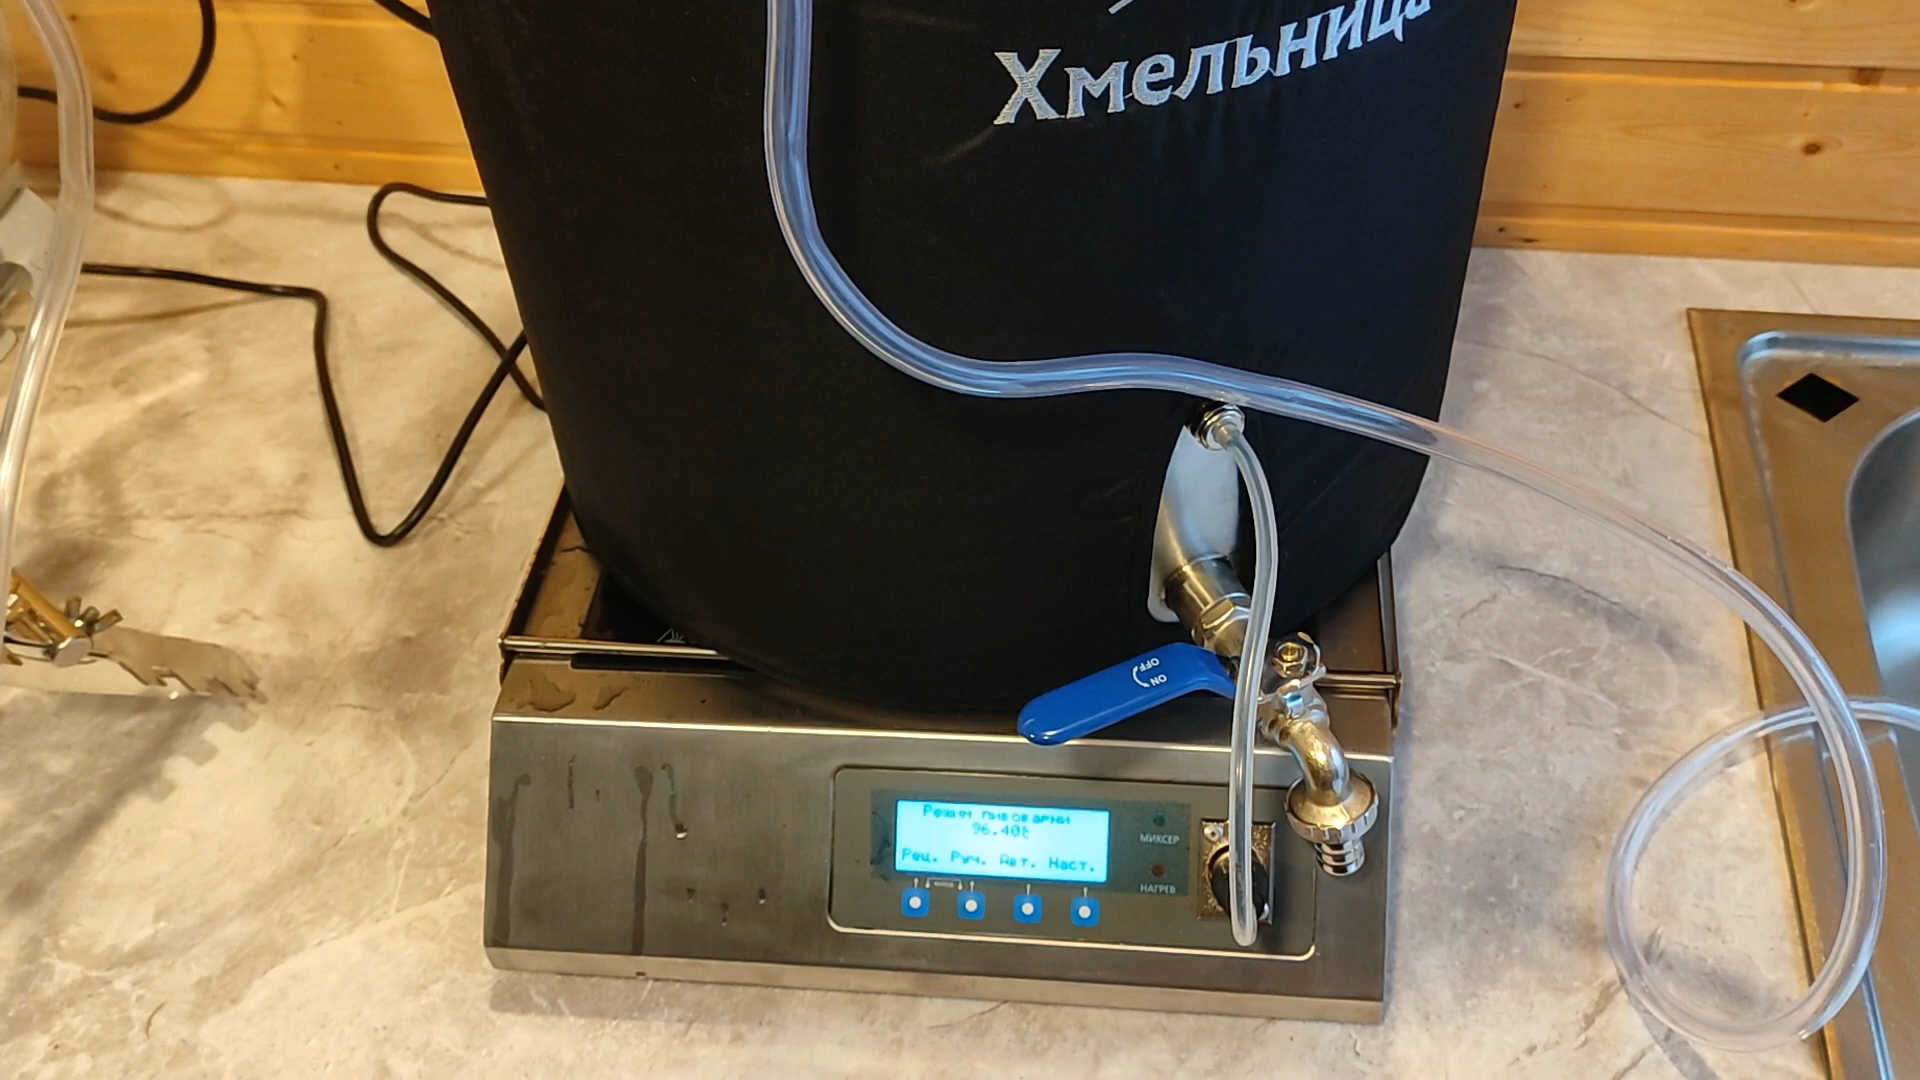 Хмельница
OFF
ON
Режим пивоварни
96.40
Рец. Руч. Авт. Наст.
МИКСЕР
НАГРЕВ